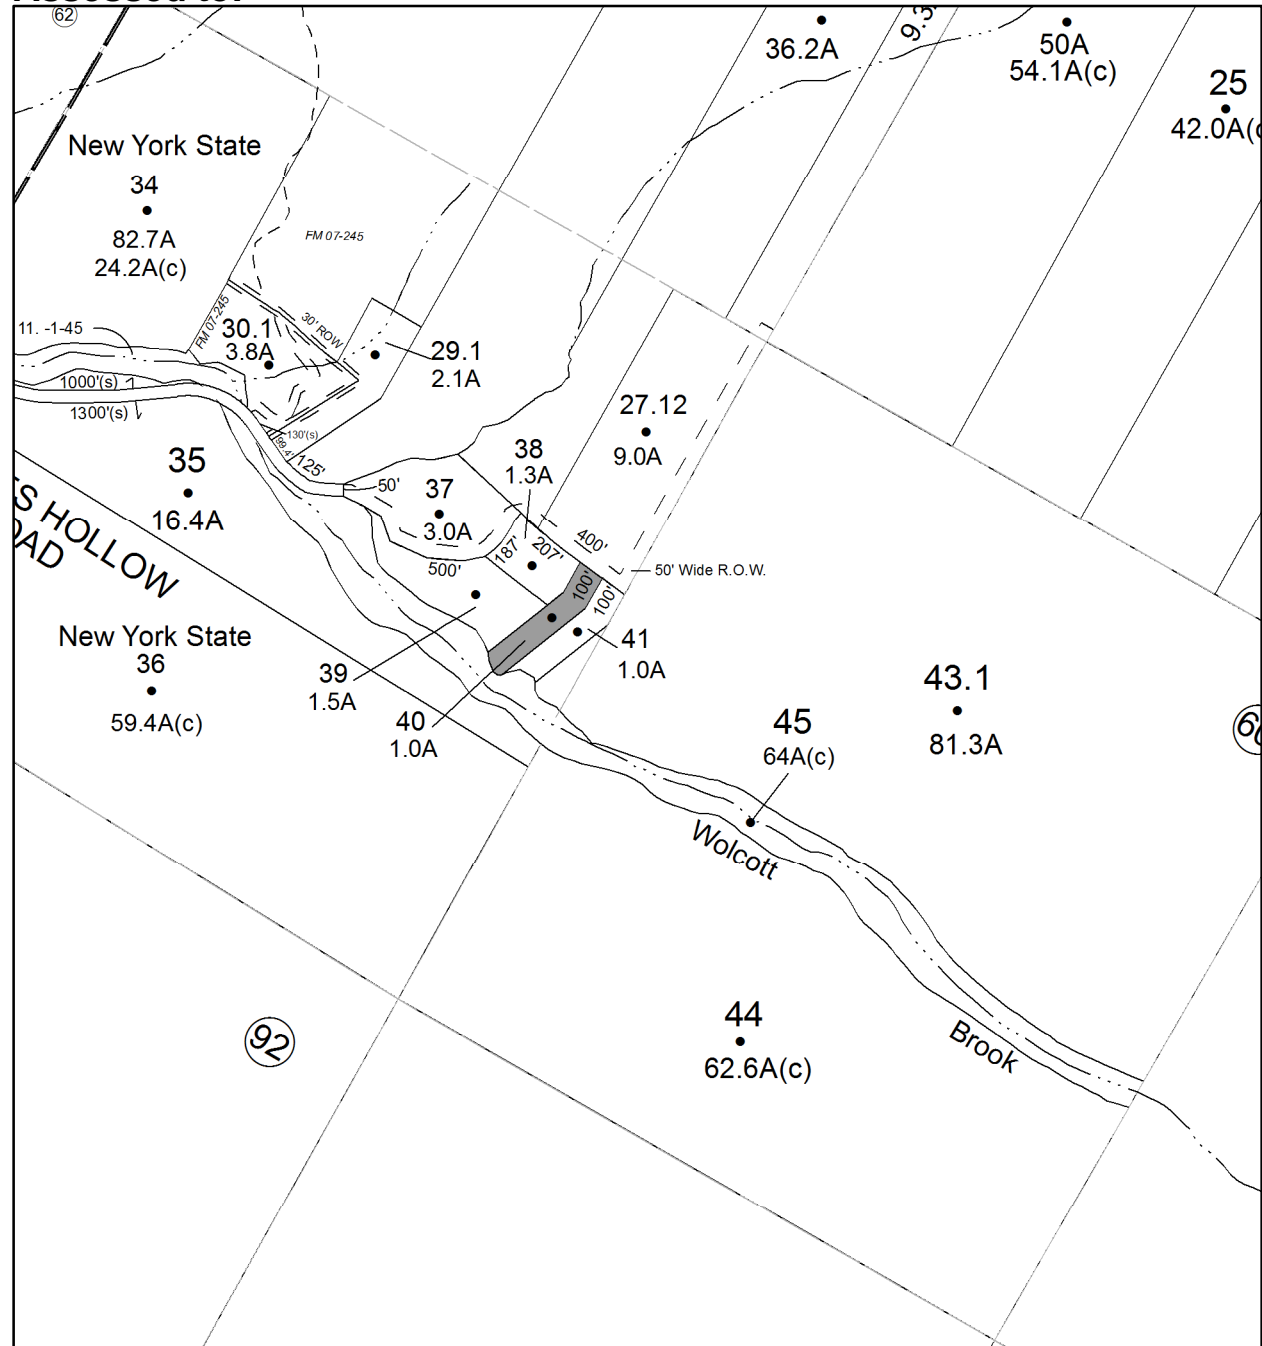 62
36.2A
9.3
50A
54.1A(c)
25
42.0A(
New York State
34
82.7A
24.2A(c)
FM 07-245
FM 07-245
30' ROW
11. -1-45
30.1
3.8A
29.1
2.1A
1000'(s)
1300'(s)
130'(s)
99.4'
125'
50'
27.12
9.0A
38
1.3A
35
16.4A
37
3.0A
187'
207'
400'
500'
50' Wide R.O.W.
100'
100'
S HOLLOW
New York State
36
59.4A(c)
39
1.5A
40
1.0A
41
1.0A
43.1
81.3A
45
64A(c)
Wolcott
Brook
44
62.6A(c)
92